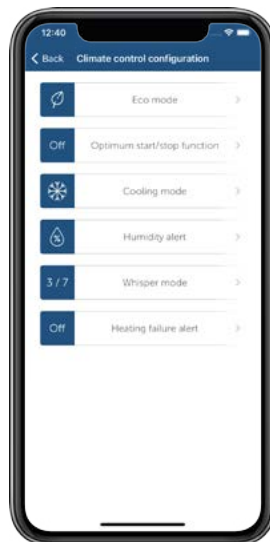 12:40
Back Climate control configuration
Eco mode
Off Optimum start/stop function
Cooling mode
% Humidity alert
3 / 7 Whisper mode
Off Heating failure alert